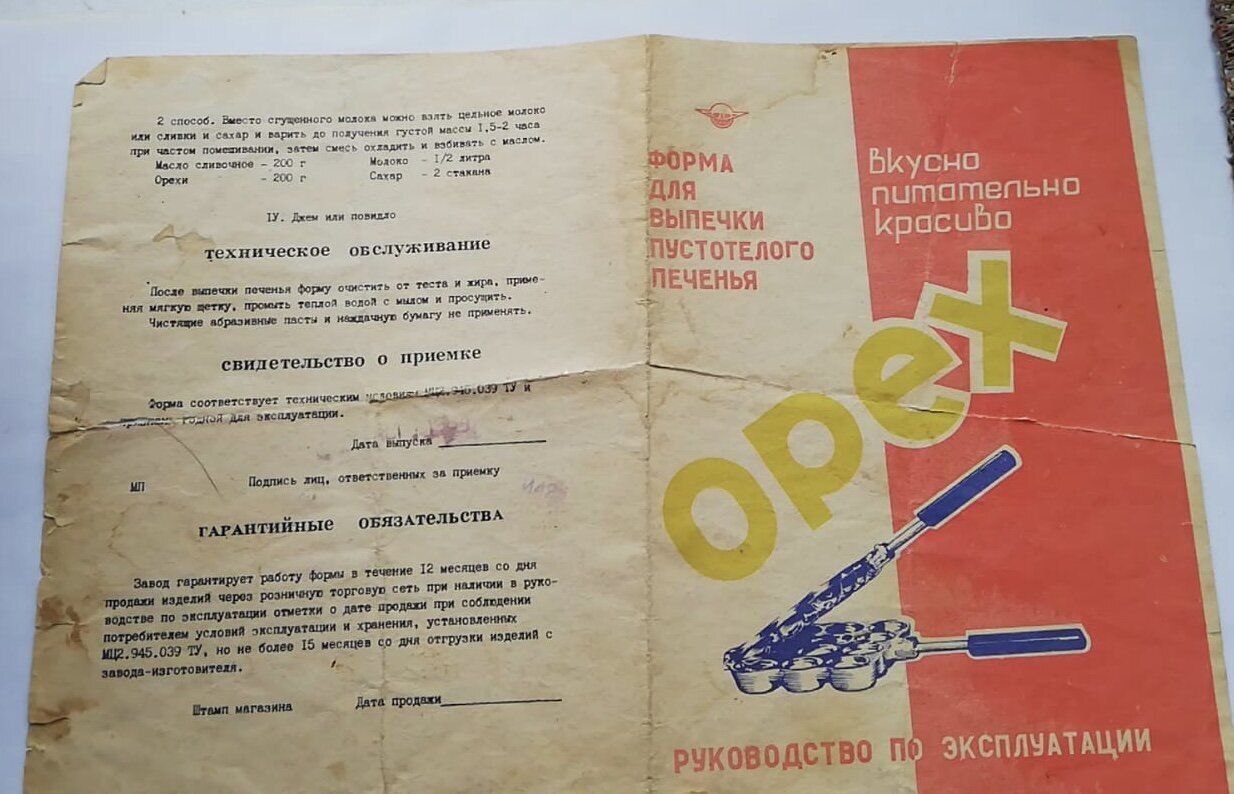 2 способ. Вместо сгущенного молока можно взять цельное молоко
или сливки и сахар и варить до получения густой массы 1,5-2 часа
при частом помешивании, затем смесь охладить и взбивать с маслом.
Масло сливочное - 200 г Молоко - 1/2 литра
Орехи - 200 г Сахар - 2 стакана
IУ. Джем или повидло
техническое обслуживание
После выпечки печенья форму очистить от теста и жира, приме-
няя мягкую щетку, промыть теплой водой с мылом и просушить.
Чистящие абразивные пасты и наждачную бумагу не применять.
свидетельство о приемке
Форма соответствует техническим условиям МЦ2.945.039 ТУ и
для эксплуатации.
Дата выпуска
МП Подпись лиц, ответственных за приемку
ГАРАНТИЙНЫЕ ОБЯЗАТЕЛЬСТВА
Завод гарантирует работу формы в течение 12 месяцев со дня
продажи изделий через розничную торговую сеть при наличии в руко-
водстве по эксплуатации отметки о дате продажи при соблюдении
потребителем условий эксплуатации и хранения, установленных
МЦ2.945.039 ТУ, но не более 15 месяцев со дня отгрузки изделий с
завода-изготовителя.
Штамп магазина Дата продажи
ФОРМА
ДЛЯ
ВЫПЕЧКИ
ПУСТОТЕЛОГО
ПЕЧЕНЬЯ
Вкусно
питательно
красиво
орех
РУКОВОДСТВО ПО ЭКСПЛУАТАЦИИ